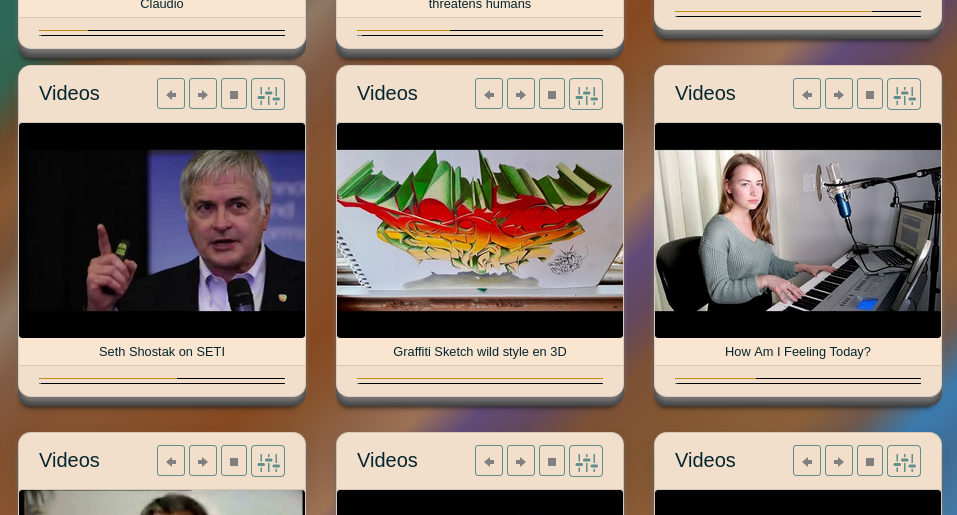 Claudio
threatens humans
Videos
Videos
Videos
Seth Shostak on SETI
Graffiti Sketch wild style en 3D
How Am I Feeling Today?
Videos
Videos
Videos